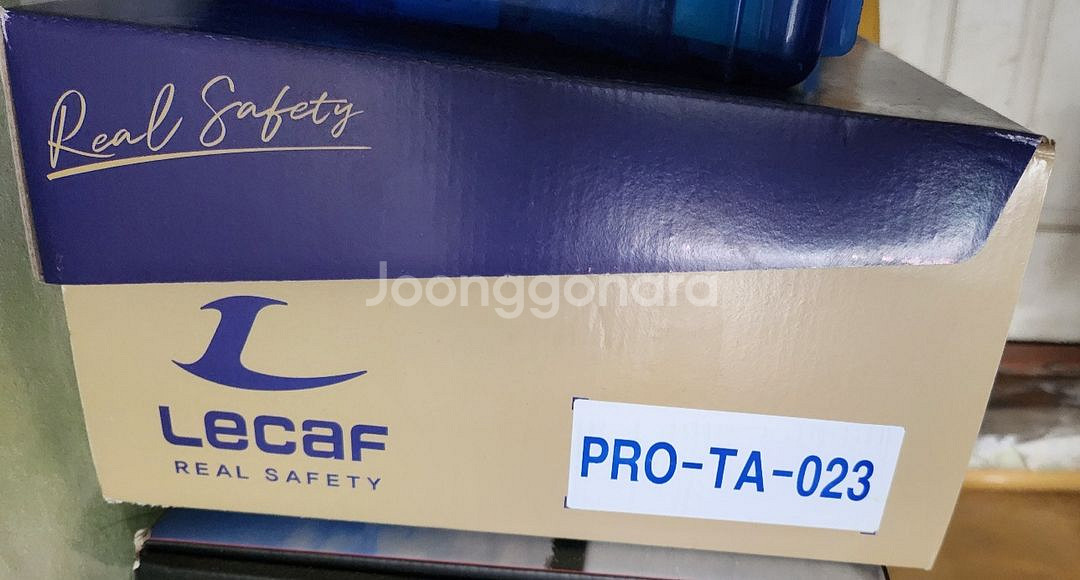 Real Safety
Joonggonara
Lecaf
REAL SAFETY
PRO-TA-023